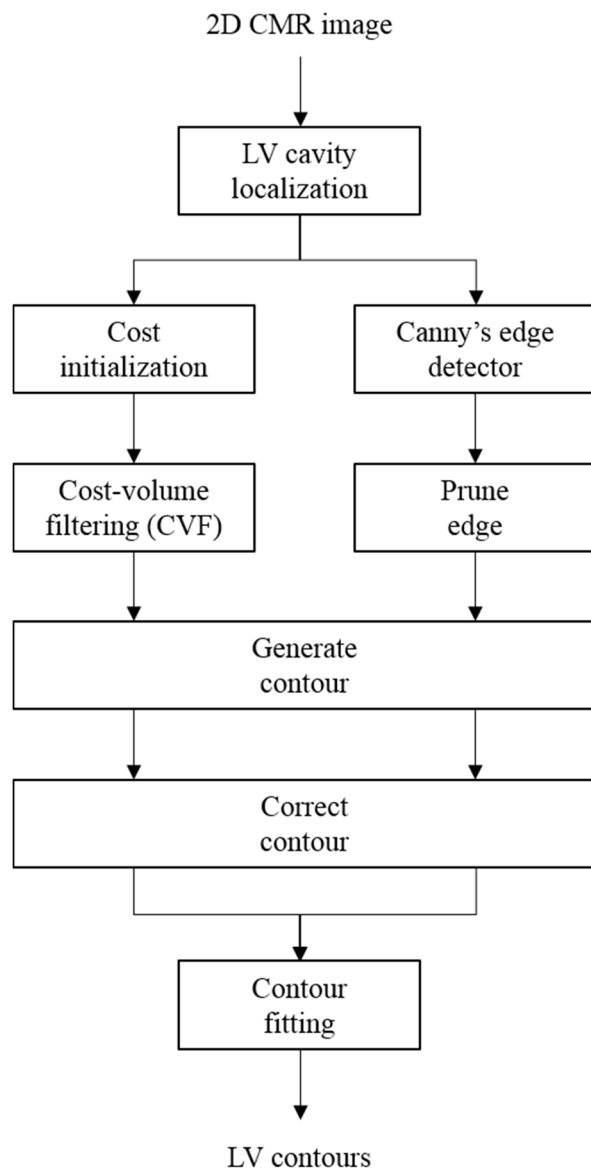 2D CMR image
LV cavity
localization
Cost
initialization
Canny’s edge
detector
Cost-volume
filtering (CVF)
Prune
edge
Generate
contour
Correct
contour
Contour
fitting
LV contours